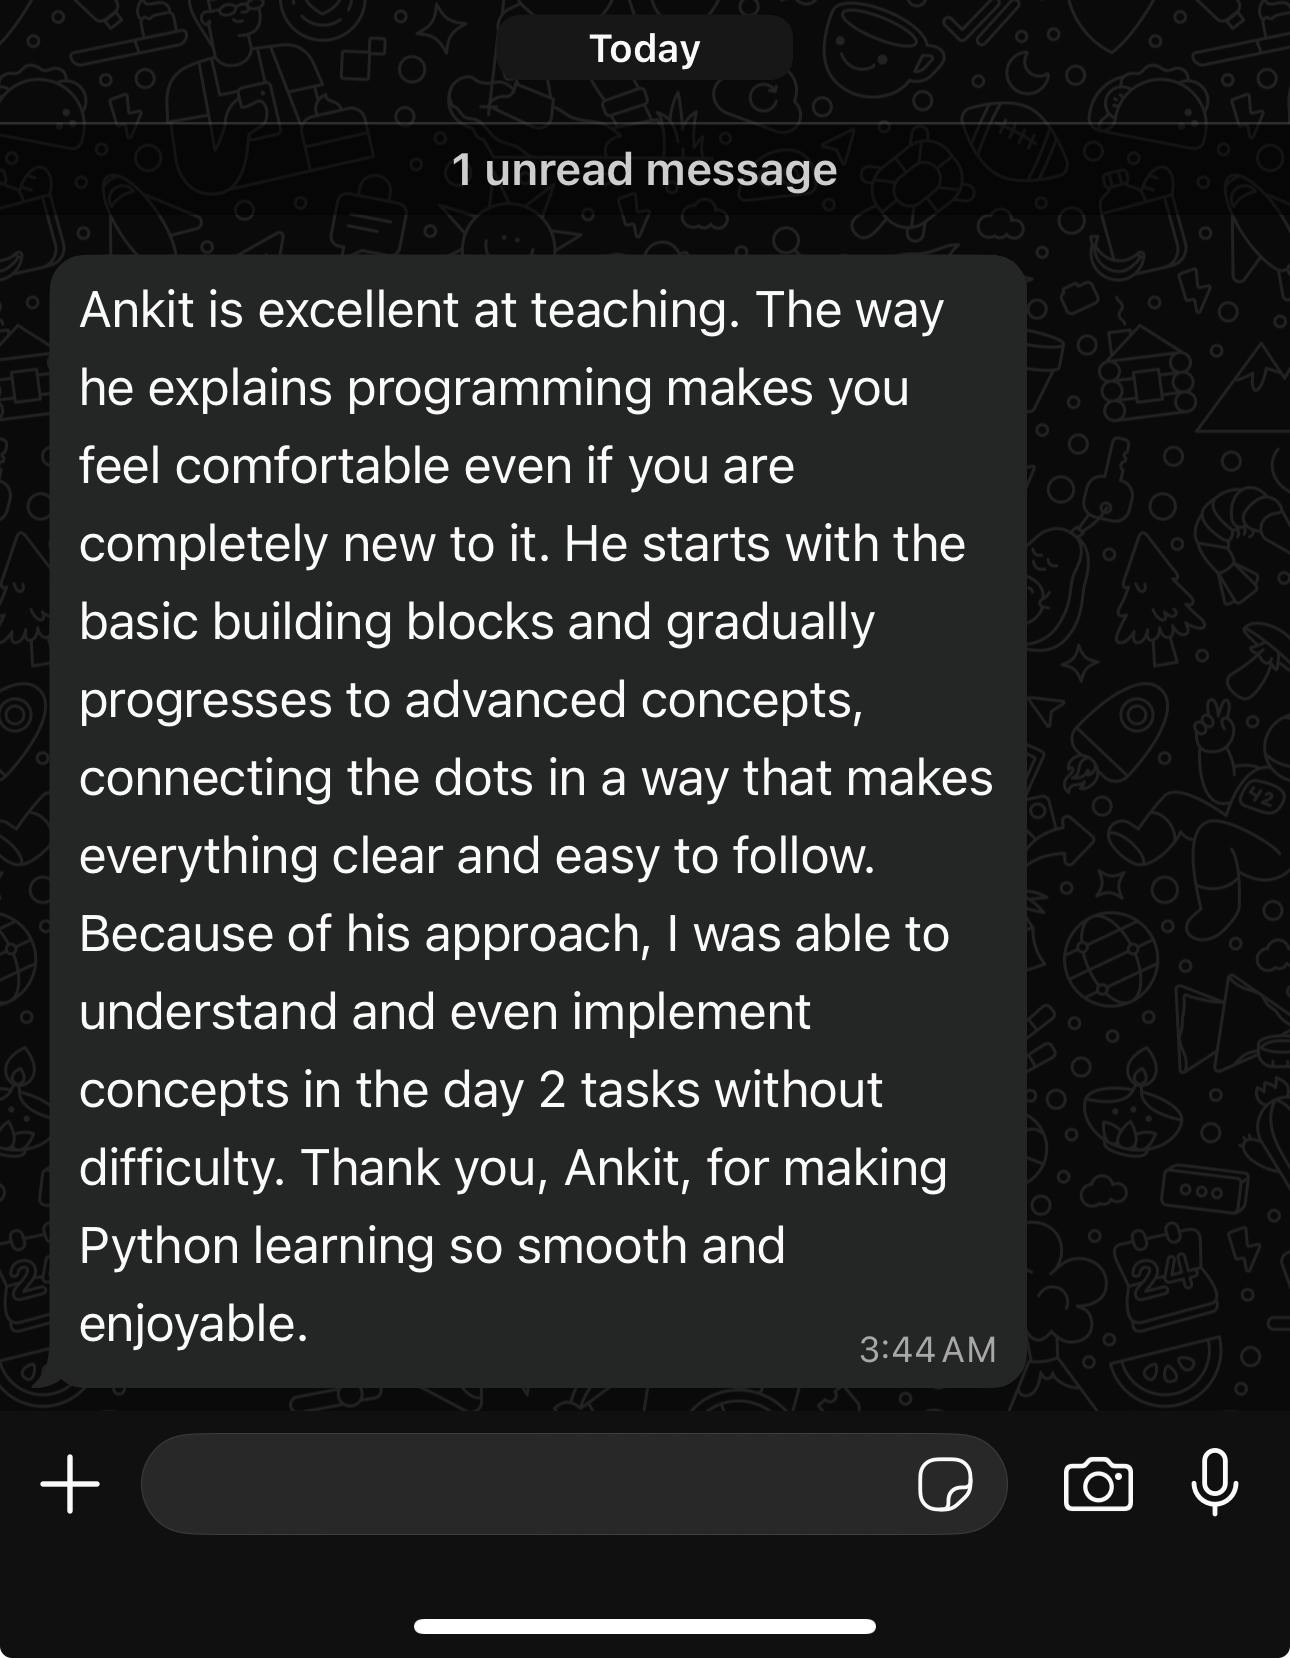 Today
1 unread message
Ankit is excellent at teaching. The way
he explains programming makes you
feel comfortable even if you are
completely new to it. He starts with the
basic building blocks and gradually
progresses to advanced concepts,
connecting the dots in a way that makes
everything clear and easy to follow.
Because of his approach, I was able to
understand and even implement
concepts in the day 2 tasks without
difficulty. Thank you, Ankit, for making
Python learning so smooth and
enjoyable.
3:44 AM
42
24